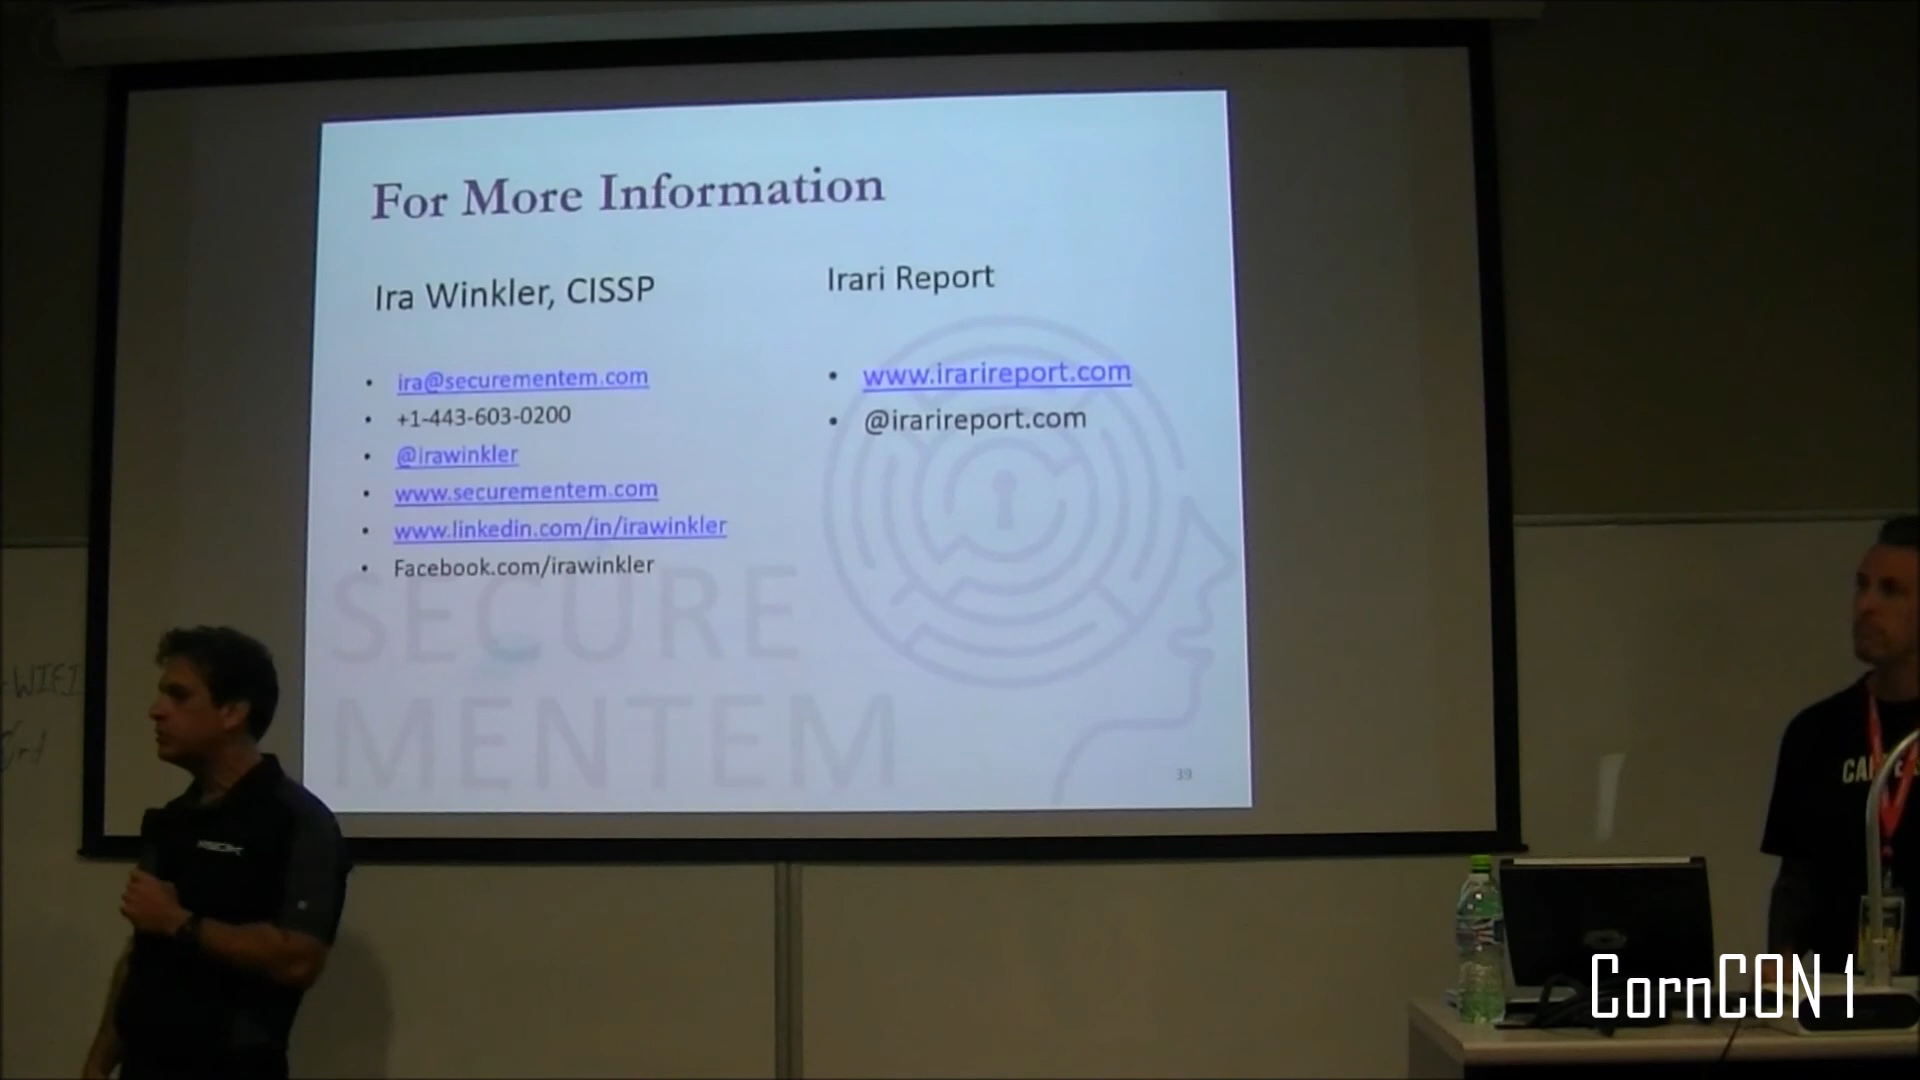 For More Information
Ira Winkler, CISSP
ira@securementem.com
+1-443-603-0200
@irawinkler
www.securementem.com
www.linkedin.com/in/irawinkler
Facebook.com/irawinkler
Irari Report
www.irarireport.com
@irarireport.com
SECURE
MENTEM
39
WIFI
CornCON 1